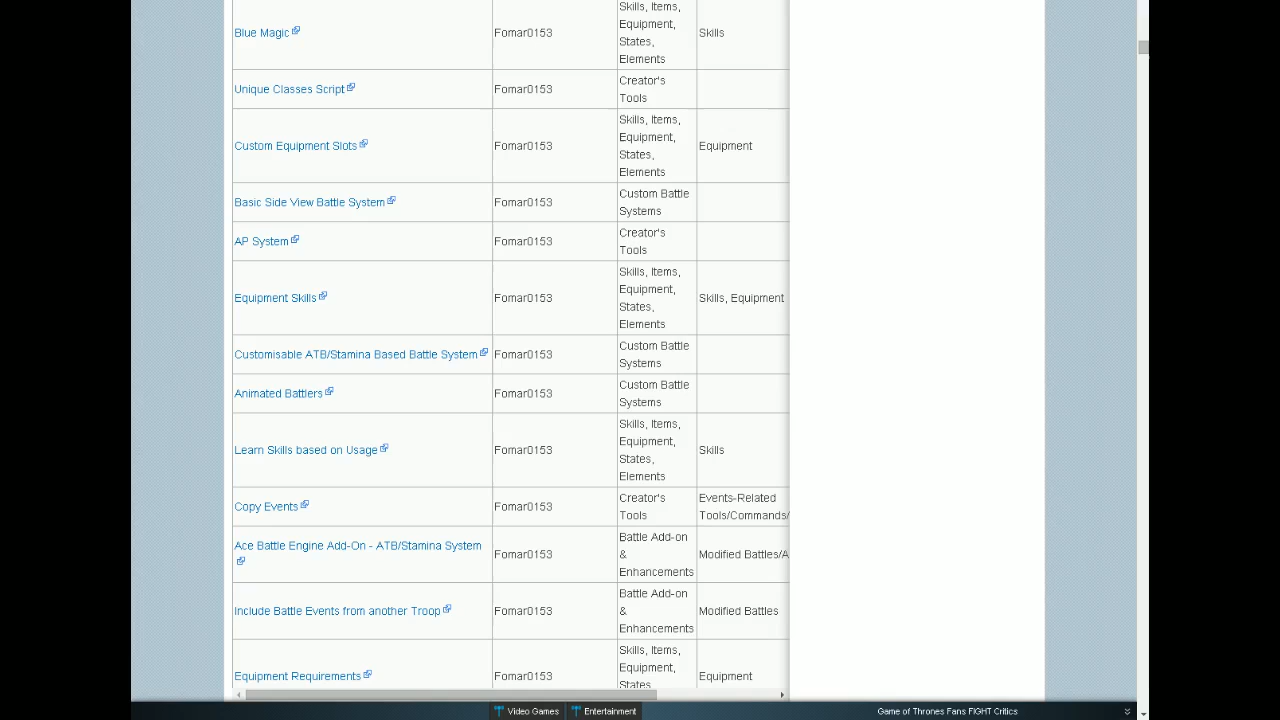 Skills, Items,
Equipment,
States,
Elements
Blue Magic
Fomar0153
Skills
Unique Classes Script
Fomar0153
Creator's
Tools
Custom Equipment Slots
Fomar0153
Skills, Items,
Equipment,
States,
Elements
Equipment
Basic Side View Battle System
Fomar0153
Custom Battle
Systems
AP System
Fomar0153
Creator's
Tools
Equipment Skills
Fomar0153
Skills, Items,
Equipment,
States,
Elements
Skills, Equipment
Customisable ATB/Stamina Based Battle System
Fomar0153
Custom Battle
Systems
Animated Battlers
Fomar0153
Custom Battle
Systems
Learn Skills based on Usage
Fomar0153
Skills, Items,
Equipment,
States,
Elements
Skills
Copy Events
Fomar0153
Creator's
Tools
Events-Related
Tools/Commands/
Ace Battle Engine Add-On - ATB/Stamina System
Fomar0153
Battle Add-on
&
Enhancements
Modified Battles/A
Include Battle Events from another Troop
Fomar0153
Battle Add-on
&
Enhancements
Modified Battles
Equipment Requirements
Fomar0153
Skills, Items,
Equipment,
States
Equipment
Video Games
Entertainment
Game of Thrones Fans FIGHT Critics